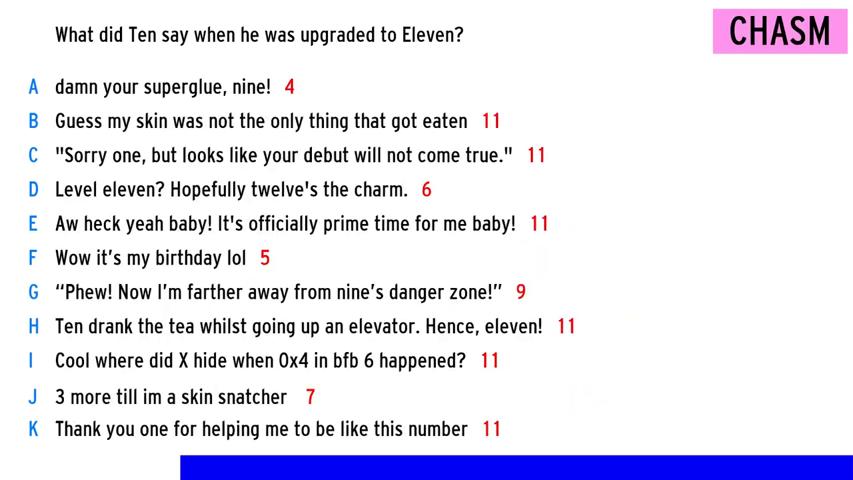 What did Ten say when he was upgraded to Eleven?
CHASM
A damn your superglue, nine! 4
B Guess my skin was not the only thing that got eaten 11
C "Sorry one, but looks like your debut will not come true." 11
D Level eleven? Hopefully twelve's the charm. 6
E Aw heck yeah baby! It's officially prime time for me baby! 11
F Wow it’s my birthday lol 5
G “Phew! Now I’m farther away from nine’s danger zone!” 9
H Ten drank the tea whilst going up an elevator. Hence, eleven! 11
I Cool where did X hide when 0x4 in bfb 6 happened? 11
J 3 more till im a skin snatcher 7
K Thank you one for helping me to be like this number 11